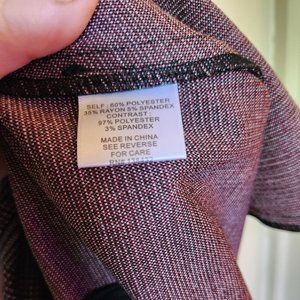 SELF : 60% POLYESTER
35% RAYON 5% SPANDEX
CONTRAST :
97% POLYESTER
3% SPANDEX
MADE IN CHINA
SEE REVERSE
FOR CARE